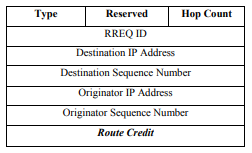 Type Reserved Hop Count
RREQ ID
Destination IP Address
Destination Sequence Number
Originator IP Address
Originator Sequence Number
Route Credit